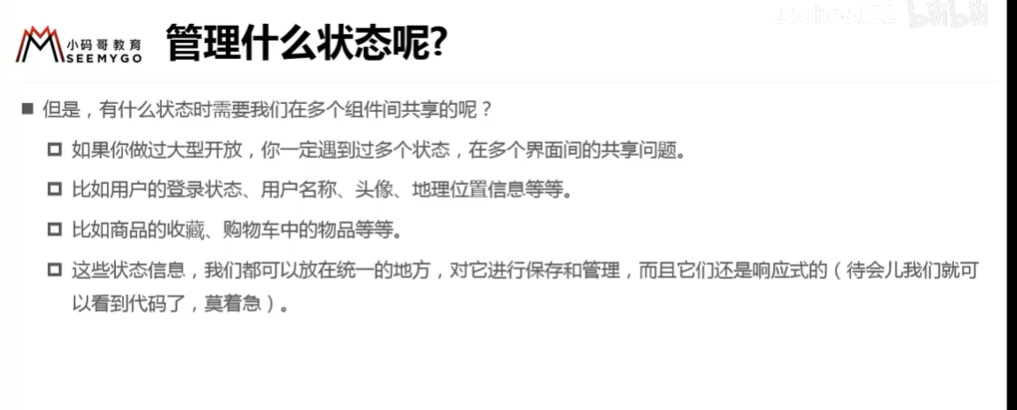 小码哥教育
SEEMYGO
管理什么状态呢?
但是，有什么状态时需要我们在多个组件间共享的呢？
如果你做过大型开放，你一定遇到过多个状态，在多个界面间的共享问题。
比如用户的登录状态、用户名称、头像、地理位置信息等等。
比如商品的收藏、购物车中的物品等等。
这些状态信息，我们都可以放在统一的地方，对它进行保存和管理，而且它们还是响应式的（待会儿我们就可
以看到代码了，莫着急）。